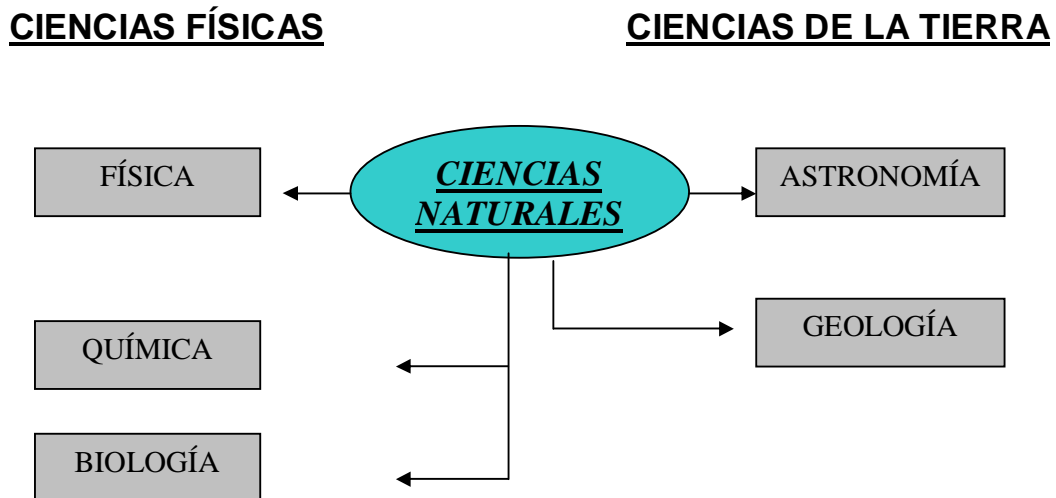 CIENCIAS FÍSICAS
CIENCIAS DE LA TIERRA
FÍSICA
CIENCIAS
NATURALES
ASTRONOMÍA
QUÍMICA
GEOLOGÍA
BIOLOGÍA